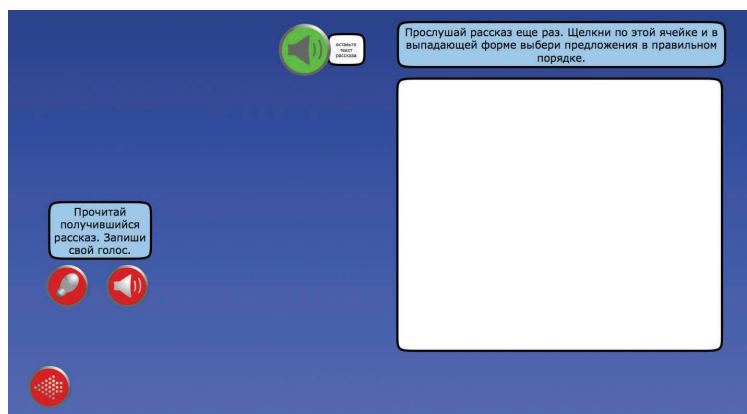 вставьте
текст
рассказа
Прослушай рассказ еще раз. Щелкни по этой ячейке и в
выпадающей форме выбери предложения в правильном
порядке.
Прочитай
получившийся
рассказ. Запиши
свой голос.